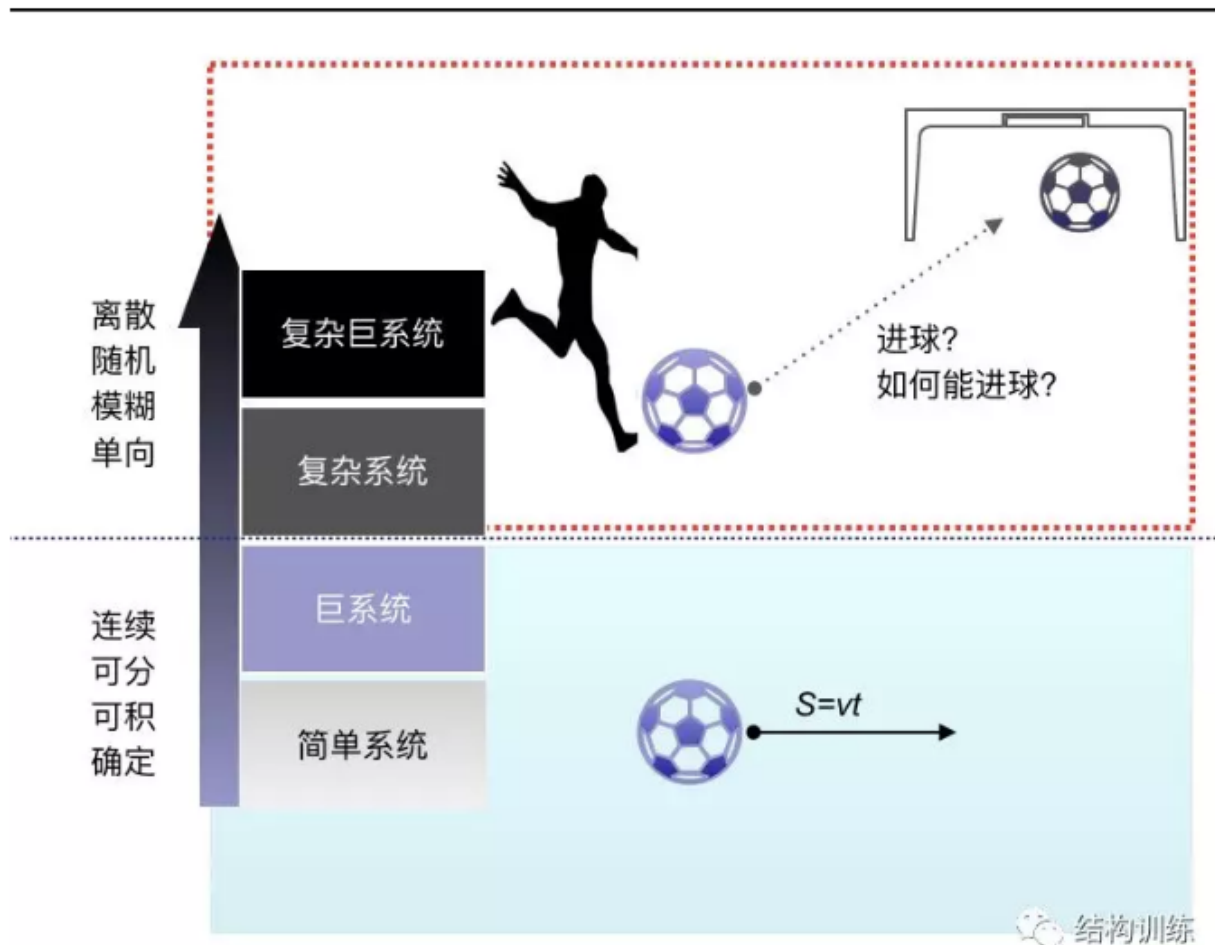 离散
随机
模糊
单向
复杂巨系统
复杂系统
进球?
如何能进球?
连续
可分
可积
确定
巨系统
简单系统
S=vt
结构训练